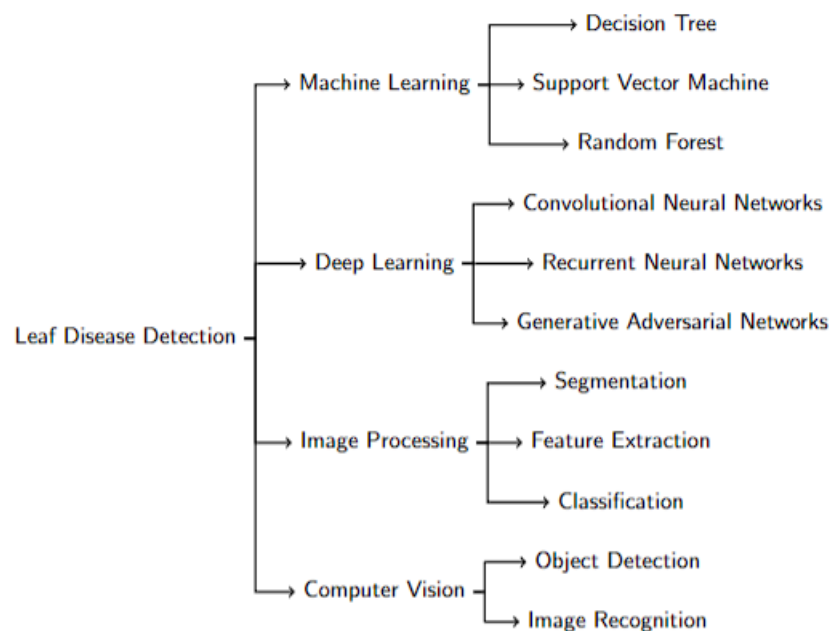 Decision Tree
Machine Learning
Support Vector Machine
Random Forest
Convolutional Neural Networks
Deep Learning
Recurrent Neural Networks
Generative Adversarial Networks
Leaf Disease Detection
Segmentation
Image Processing
Feature Extraction
Classification
Object Detection
Computer Vision
Image Recognition